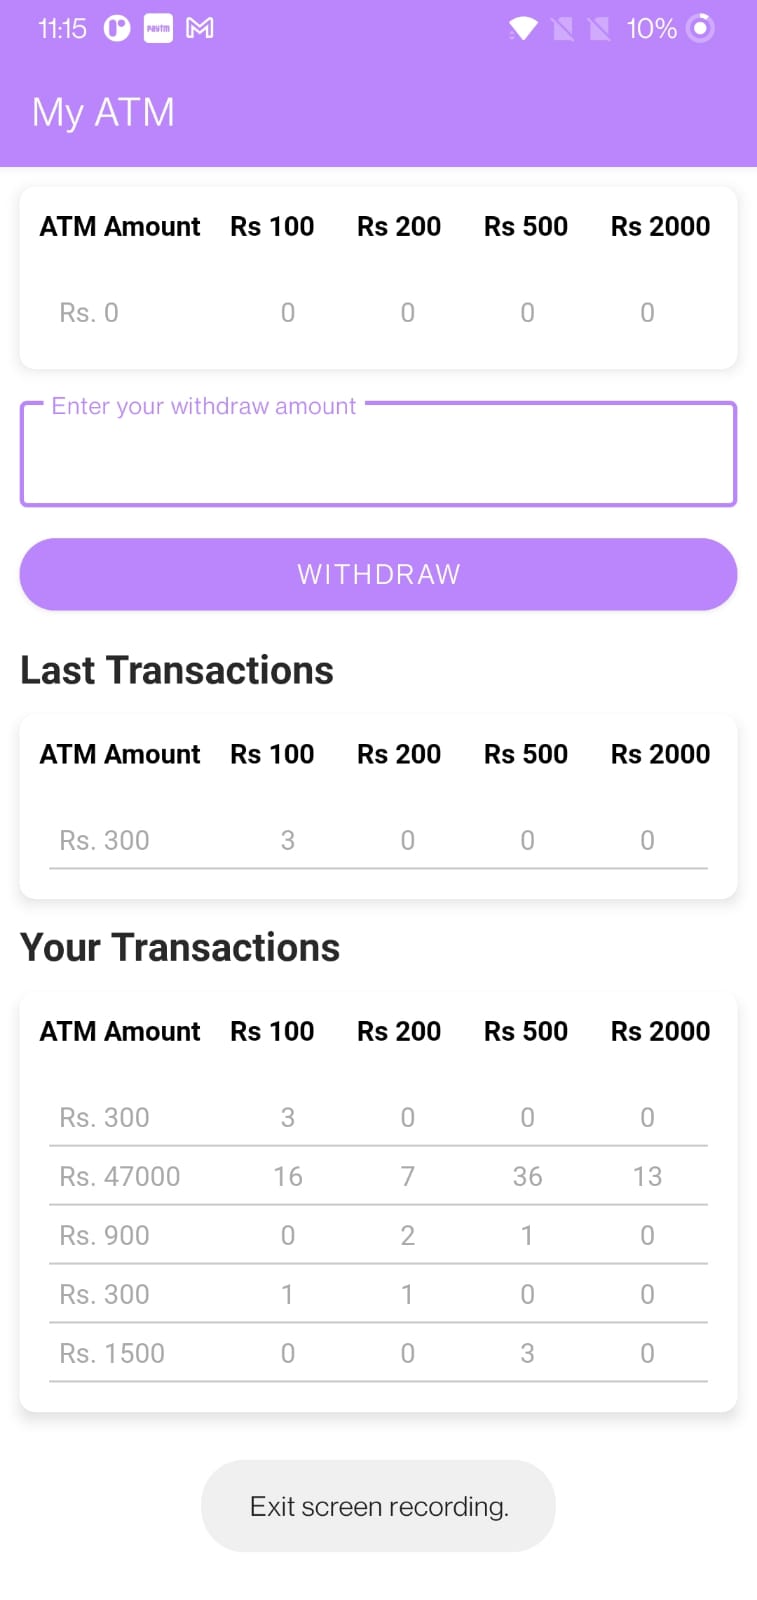 11:15 Paytm 10%
My ATM
ATM Amount Rs 100 Rs 200 Rs 500 Rs 2000
Rs. 0 0 0 0 0
Enter your withdraw amount
WITHDRAW
Last Transactions
ATM Amount Rs 100 Rs 200 Rs 500 Rs 2000
Rs. 300 3 0 0 0
Your Transactions
ATM Amount Rs 100 Rs 200 Rs 500 Rs 2000
Rs. 300 3 0 0 0
Rs. 47000 16 7 36 13
Rs. 900 0 2 1 0
Rs. 300 1 1 0 0
Rs. 1500 0 0 3 0
Exit screen recording.